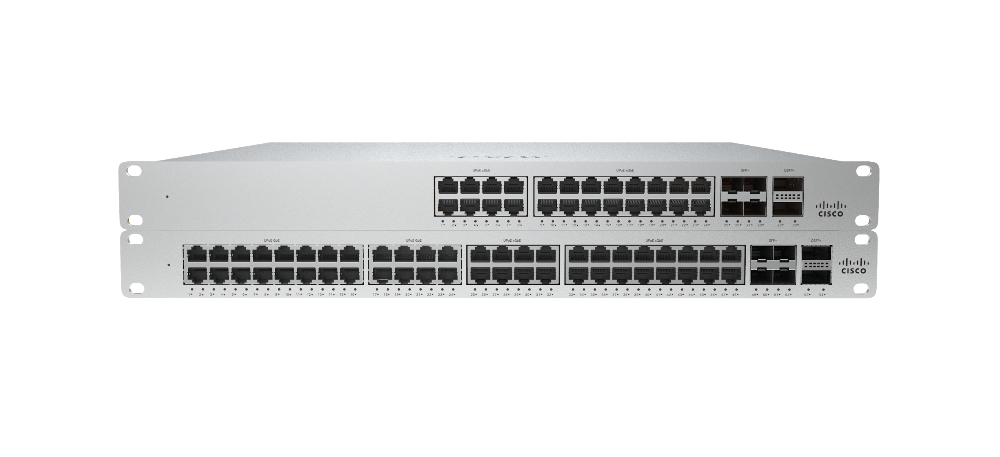 UPoE xGbE UPoE xGbE SFP+ QSFP+
CISCO
1▲ 2▼ 3▲ 4▼ 5▲ 6▼ 7▲ 8▼ 9▲ 10▼ 11▲ 12▼ 13▲ 14▼ 15▲ 16▼ 17▲ 18▼ 19▲ 20▼ 21▲ 22▼ 23▲ 24▼ 25▲ 26▼ 27▲ 28▼ 29▲ 30▼
UPoE GbE UPoE GbE UPoE xGbE UPoE xGbE SFP+ QSFP+
CISCO
1▲ 2▼ 3▲ 4▼ 5▲ 6▼ 7▲ 8▼ 9▲ 10▼ 11▲ 12▼ 13▲ 14▼ 15▲ 16▼ 17▲ 18▼ 19▲ 20▼ 21▲ 22▼ 23▲ 24▼ 25▲ 26▼ 27▲ 28▼ 29▲ 30▼ 31▲ 32▼ 33▲ 34▼ 35▲ 36▼ 37▲ 38▼ 39▲ 40▼ 41▲ 42▼ 43▲ 44▼ 45▲ 46▼ 47▲ 48▼ 49▲ 50▼ 51▲ 52▼ 53▲ 54▼